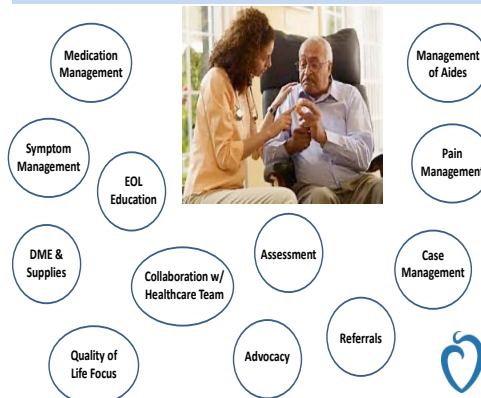 Medication
Management
Management
of Aides
Symptom
Management
EOL
Education
Pain
Management
DME &
Supplies
Collaboration w/
Healthcare Team
Assessment
Case
Management
Quality of
Life Focus
Advocacy
Referrals